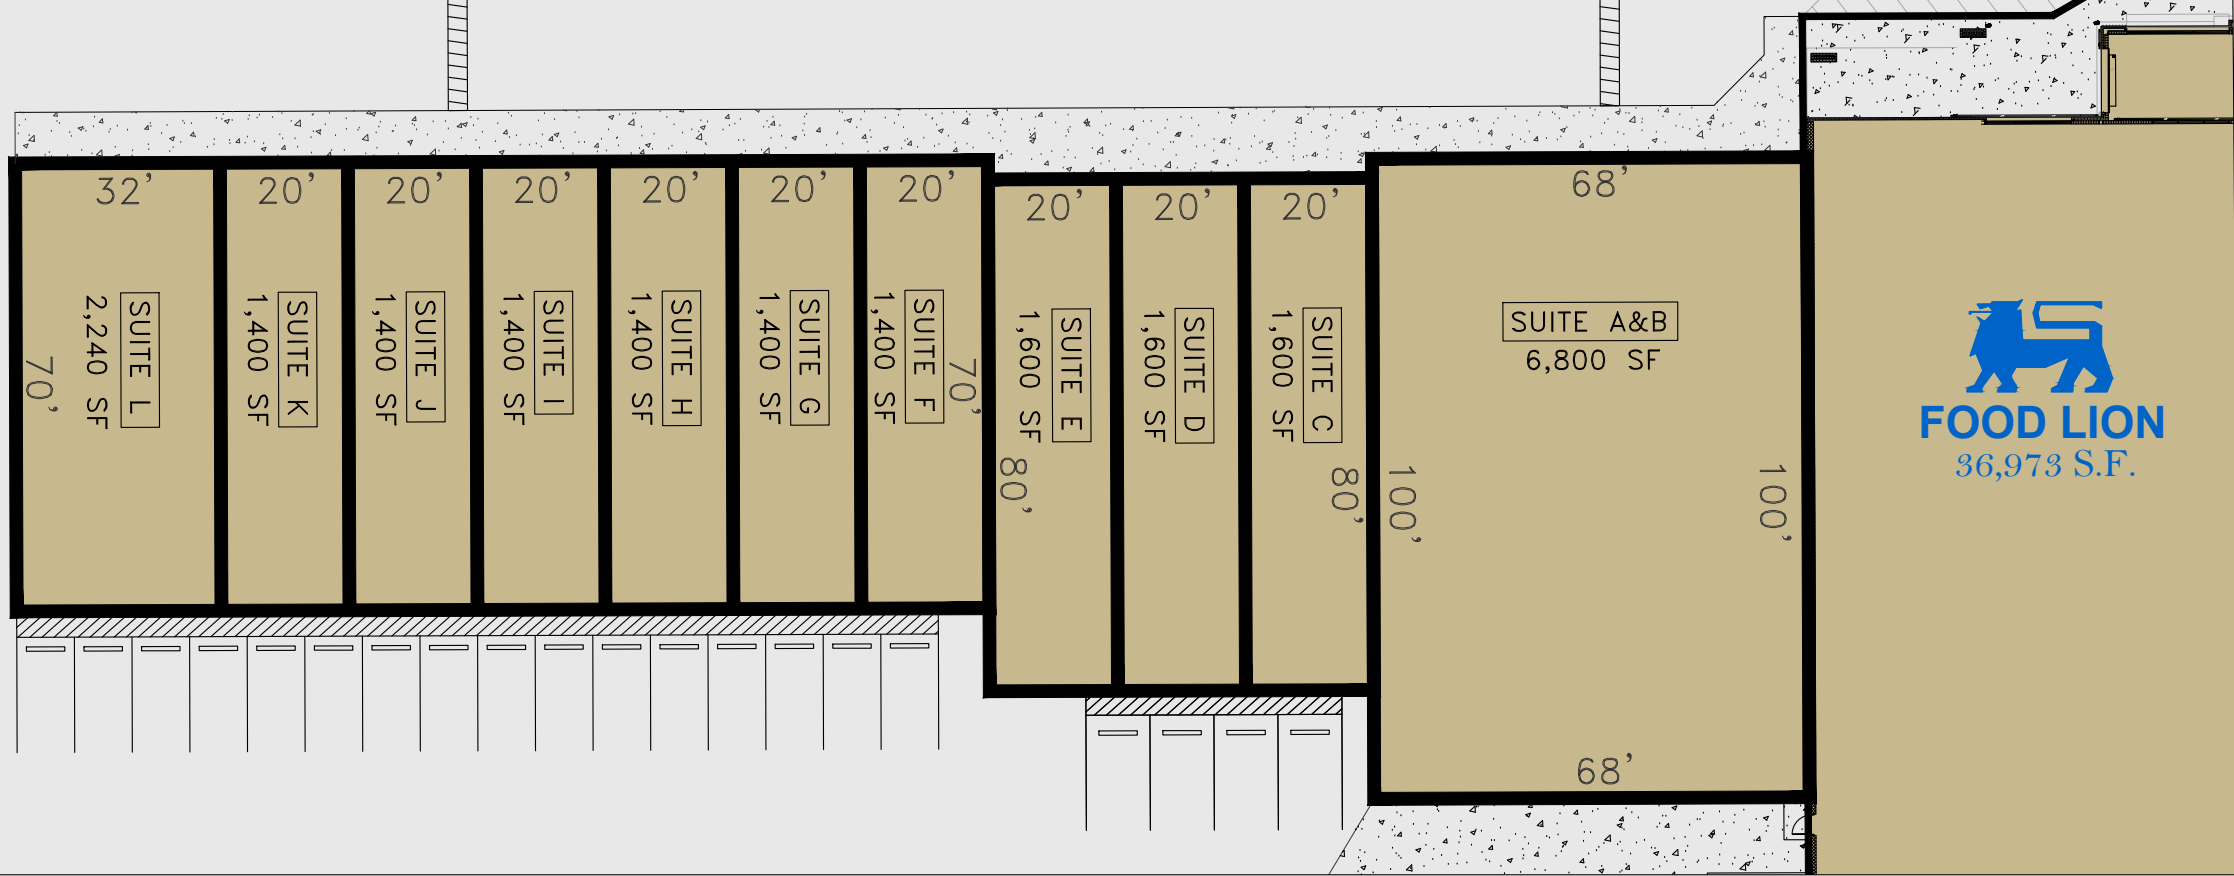 32'
20'
20'
20'
20'
20'
20'
20'
20'
20'
68'
SUITE L
2,240 SF
70'
SUITE K
1,400 SF
SUITE J
1,400 SF
SUITE I
1,400 SF
SUITE H
1,400 SF
SUITE G
1,400 SF
SUITE F
1,400 SF
70'
SUITE E
1,600 SF
80'
SUITE D
1,600 SF
SUITE C
1,600 SF
80'
SUITE A&B
6,800 SF
100'
100'
68'
FOOD LION
36,973 S.F.